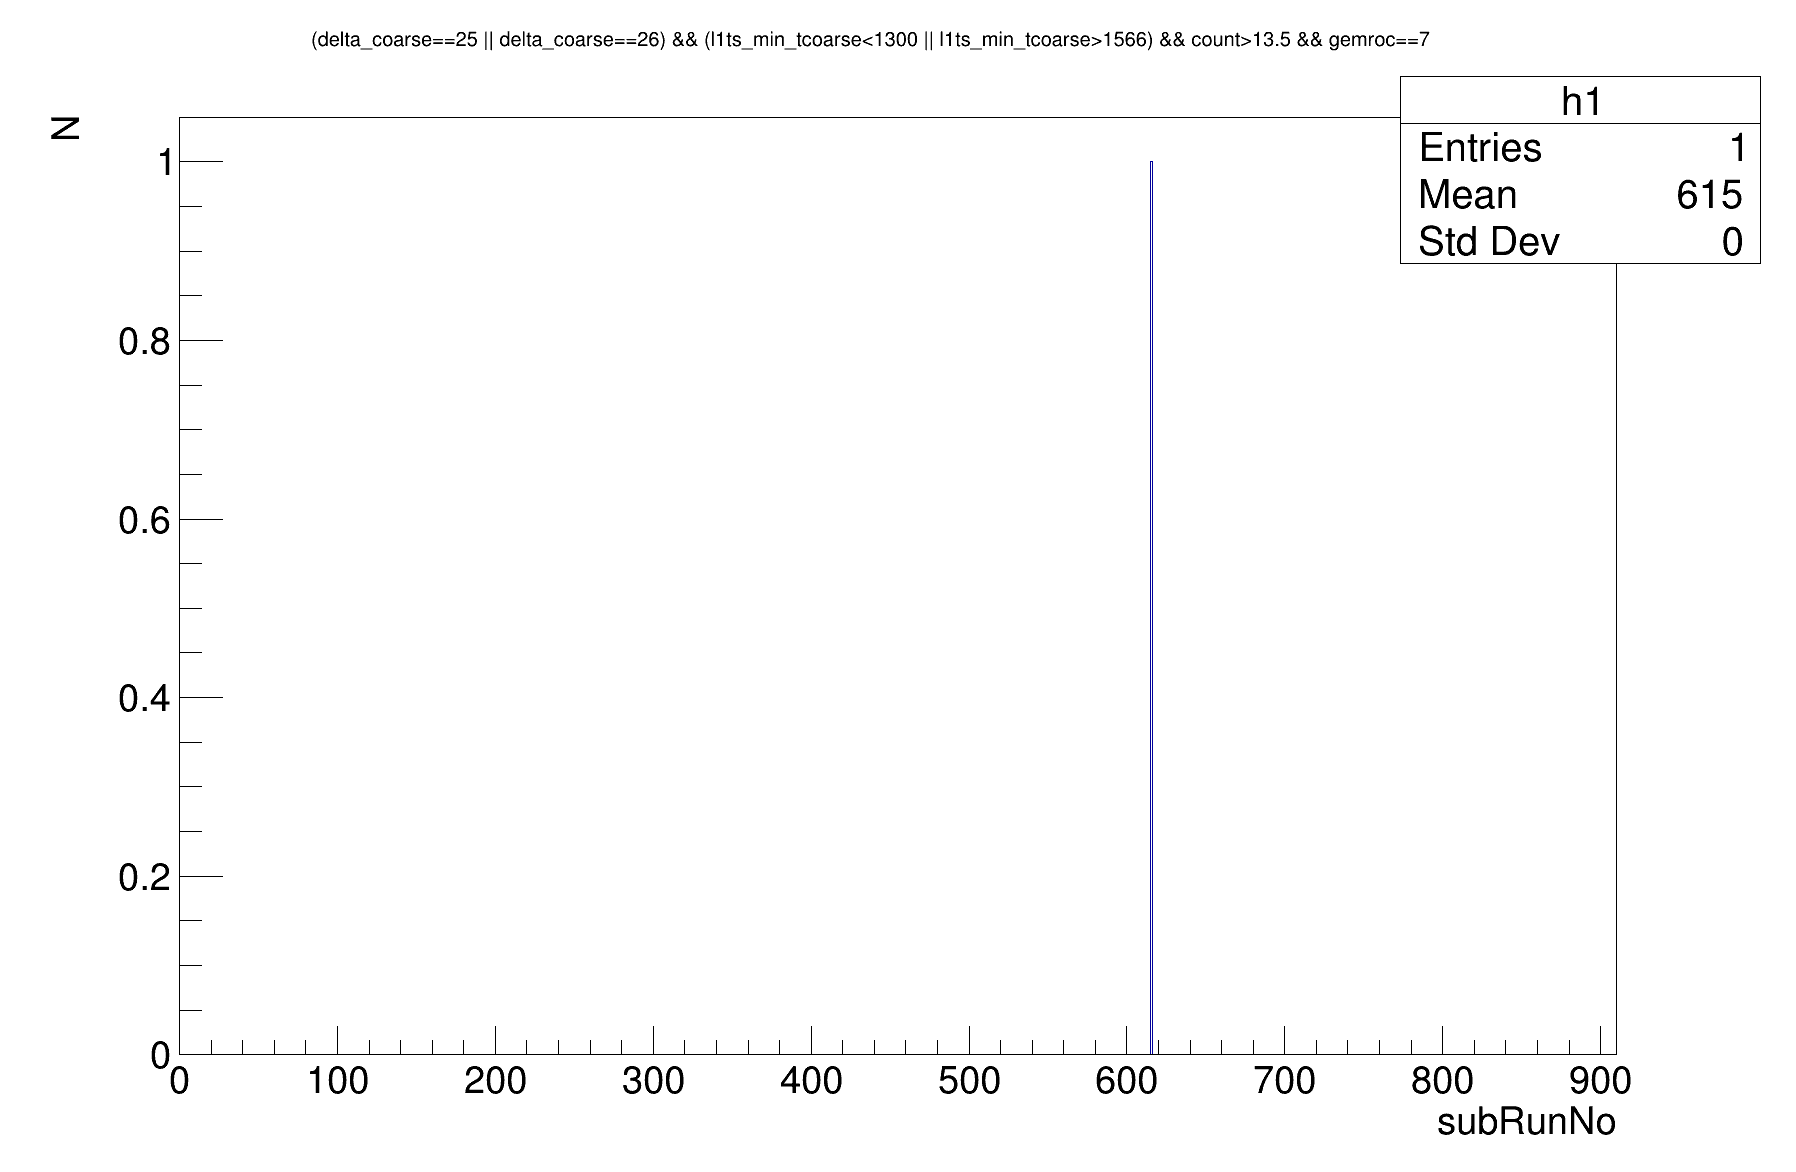 (delta_coarse==25 || delta_coarse==26) && (l1ts_min_tcoarse<1300 || l1ts_min_tcoarse>1566) && count>13.5 && gemroc==7
h1
Entries 1
Mean 615
Std Dev 0
N
1
0.8
0.6
0.4
0.2
0
0 100 200 300 400 500 600 700 800 900
subRunNo